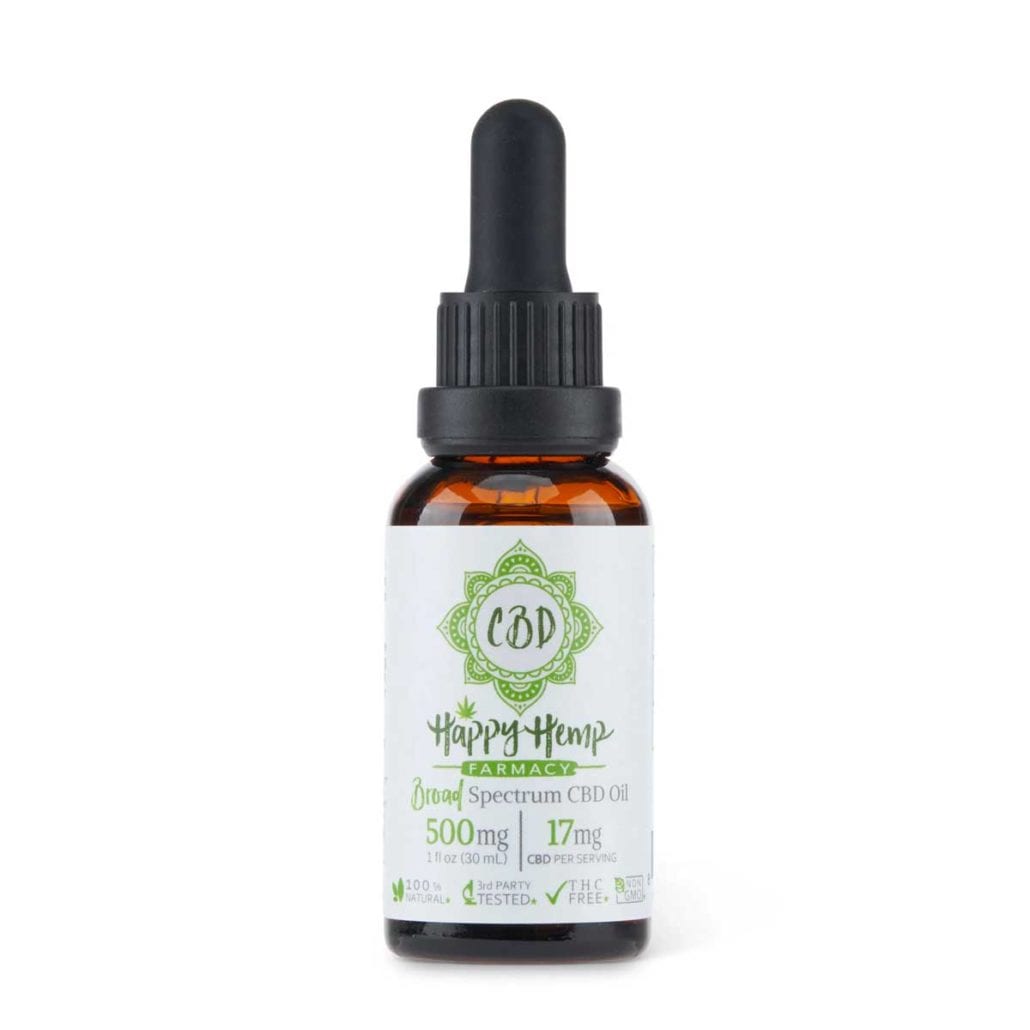 CBD
Happy Hemp
FARMACY
Broad Spectrum CBD Oil
500mg
1 fl oz (30 mL)
17mg
CBD PER SERVING
100%
NATURAL
3rd PARTY
TESTED
THC
FREE
NON
GMO